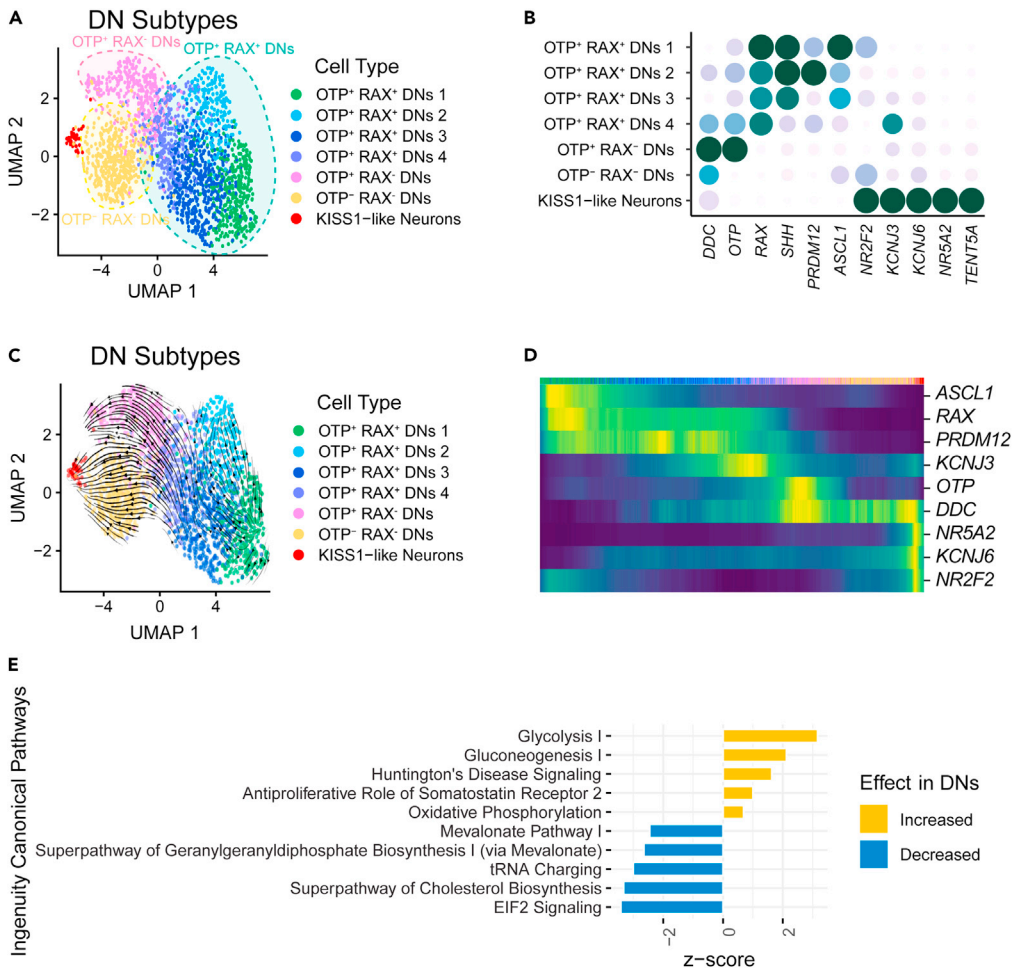 A
DN Subtypes
OTP⁺ RAX⁻ DNs
OTP⁺ RAX⁺ DNs
OTP⁻ RAX⁻ DNs
UMAP 2
2
0
−2
−4
0
4
UMAP 1
Cell Type
OTP⁺ RAX⁺ DNs 1
OTP⁺ RAX⁺ DNs 2
OTP⁺ RAX⁺ DNs 3
OTP⁺ RAX⁺ DNs 4
OTP⁺ RAX⁻ DNs
OTP⁻ RAX⁻ DNs
KISS1-like Neurons
B
OTP⁺ RAX⁺ DNs 1
OTP⁺ RAX⁺ DNs 2
OTP⁺ RAX⁺ DNs 3
OTP⁺ RAX⁺ DNs 4
OTP⁺ RAX⁻ DNs
OTP⁻ RAX⁻ DNs
KISS1−like Neurons
DDC
OTP
RAX
SHH
PRDM12
ASCL1
NR2F2
KCNJ3
KCNJ6
NR5A2
TENT5A
C
DN Subtypes
UMAP 2
2
0
−2
−4
0
4
UMAP 1
Cell Type
OTP⁺ RAX⁺ DNs 1
OTP⁺ RAX⁺ DNs 2
OTP⁺ RAX⁺ DNs 3
OTP⁺ RAX⁺ DNs 4
OTP⁺ RAX⁻ DNs
OTP⁻ RAX⁻ DNs
KISS1−like Neurons
D
ASCL1
RAX
PRDM12
KCNJ3
OTP
DDC
NR5A2
KCNJ6
NR2F2
E
Ingenuity Canonical Pathways
Glycolysis I
Gluconeogenesis I
Huntington's Disease Signaling
Antiproliferative Role of Somatostatin Receptor 2
Oxidative Phosphorylation
Mevalonate Pathway I
Superpathway of Geranylgeranyldiphosphate Biosynthesis I (via Mevalonate)
tRNA Charging
Superpathway of Cholesterol Biosynthesis
EIF2 Signaling
−2
0
2
z−score
Effect in DNs
Increased
Decreased